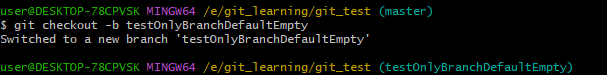 user@DESKTOP-78CPVSK MINGW64 /e/git_learning/git_test (master)
$ git checkout -b testOnlyBranchDefaultEmpty
Switched to a new branch 'testOnlyBranchDefaultEmpty'
user@DESKTOP-78CPVSK MINGW64 /e/git_learning/git_test (testOnlyBranchDefaultEmpty)